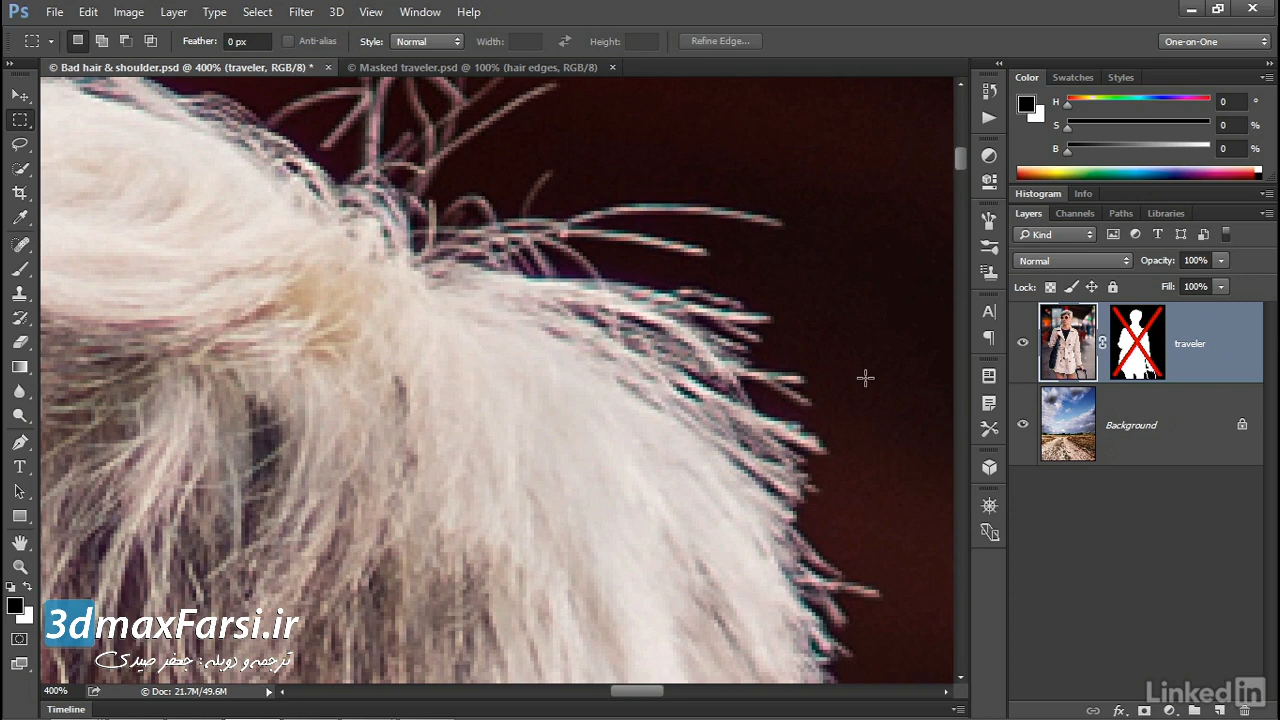 Ps File Edit Image Layer Type Select Filter 3D View Window Help
Feather: 0 px Anti-alias Style: Normal Width: Height: Refine Edge... One-on-One
© Bad hair & shoulder.psd @ 400% (traveler, RGB/8) * × © Masked traveler.psd @ 100% (hair edges, RGB/8) ×
Color Swatches Styles
H 0 °
S 0 %
B 0 %
Histogram Info
Layers Channels Paths Libraries
Kind
Normal Opacity: 100%
Lock: Fill: 100%
traveler
Background
3dmaxFarsi.ir
ترجمه و دوبله : جعفر صیدی
400% © Doc: 21.7M/49.6M
Timeline
Linked in